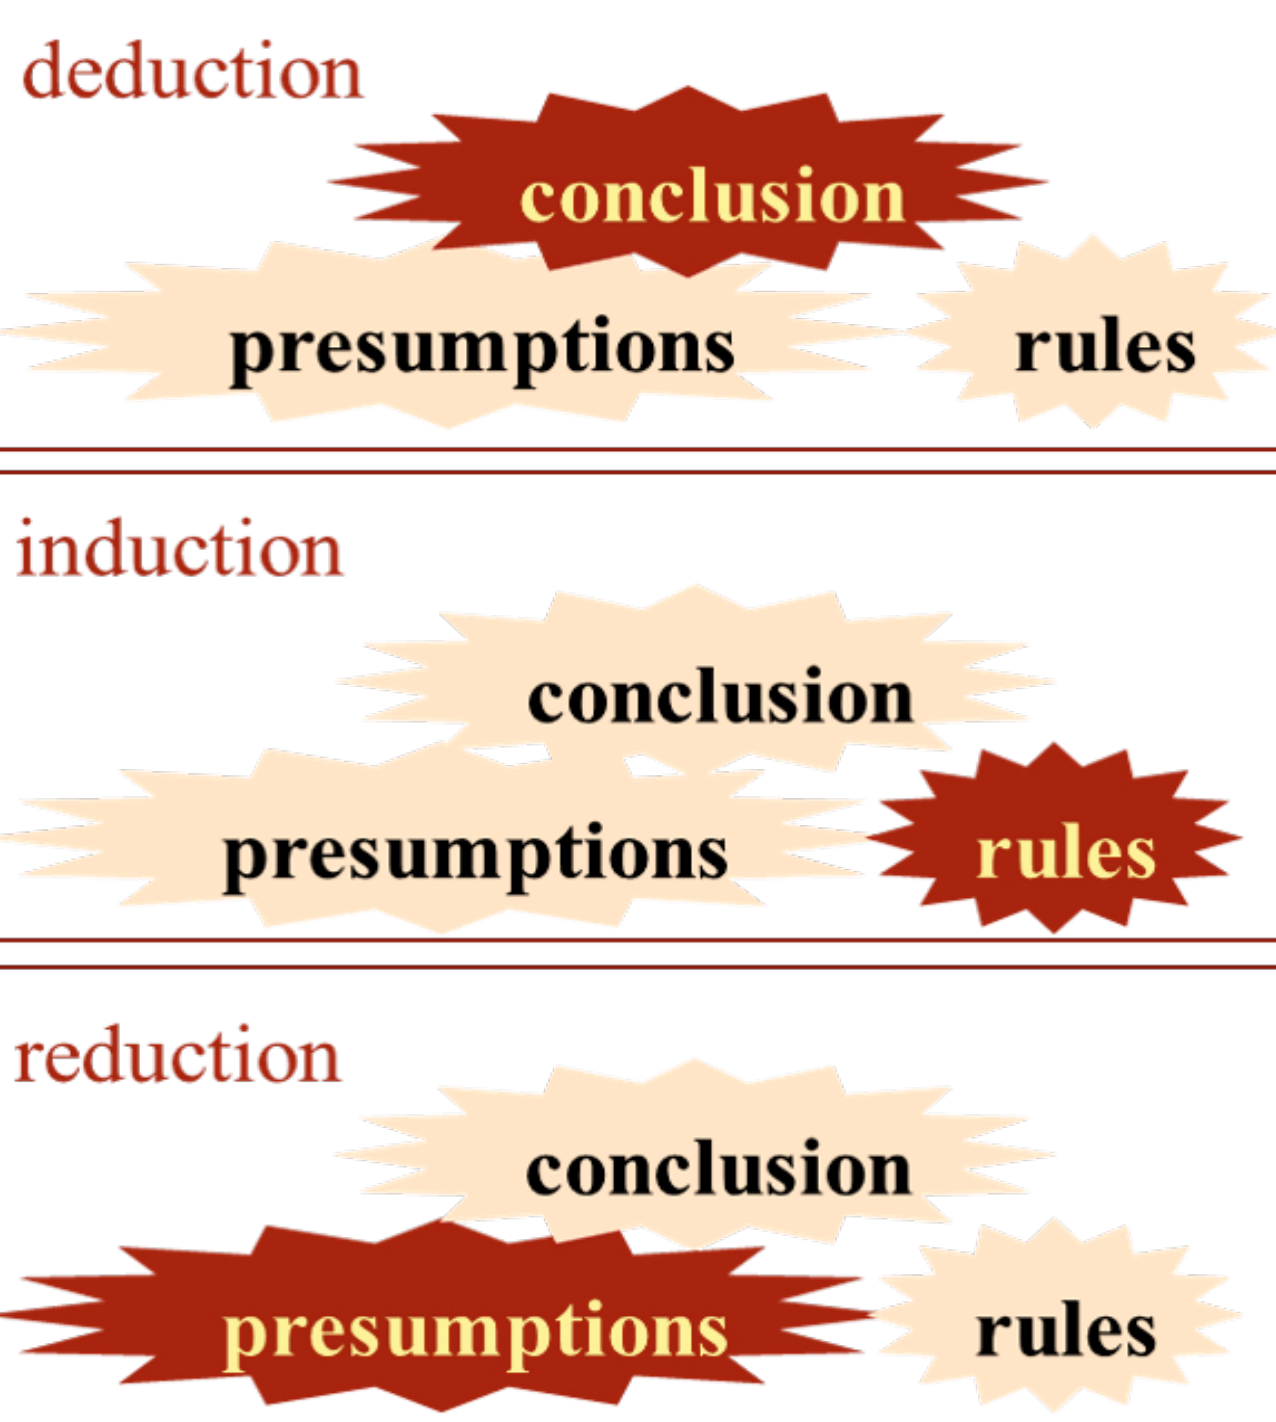 deduction
conclusion
presumptions rules
induction
conclusion
presumptions rules
reduction
conclusion
presumptions rules